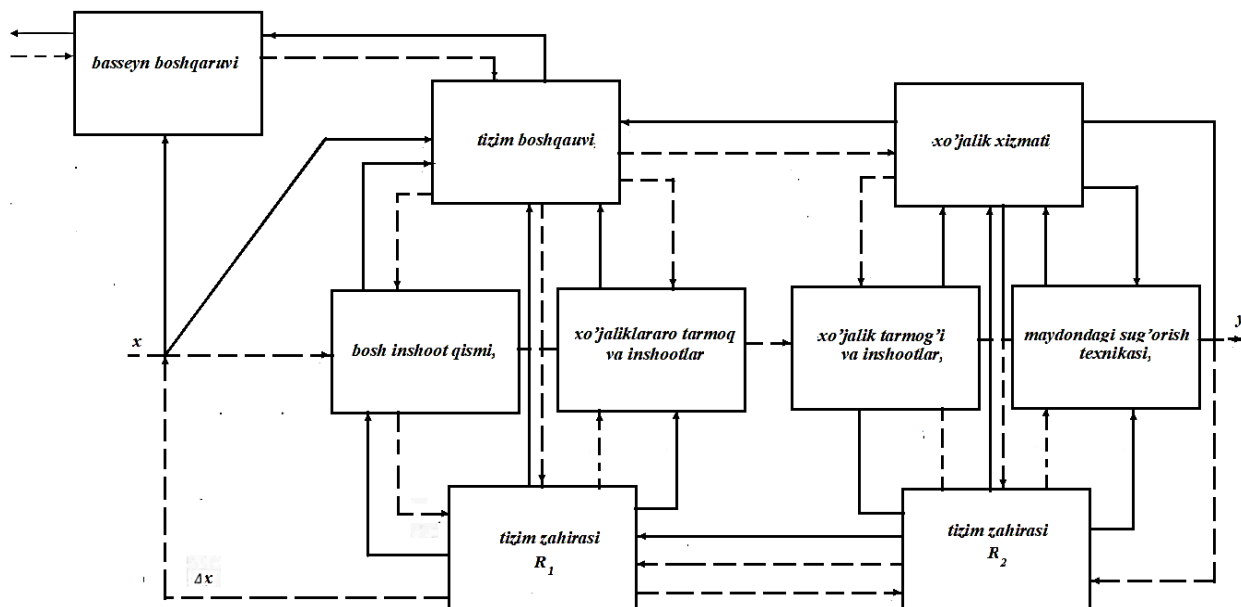 basseyn boshqaruvi
tizim boshqauvi,
xo'jalik xizmati
x
bosh inshoot qismi,
xo'jaliklararo tarmoq
va inshootlar
xo'jalik tarmog'i
va inshootlar,
maydondagi sug'orish
texnikasi,
y
tizim zahirasi
R1
tizim zahirasi
R2
Δx